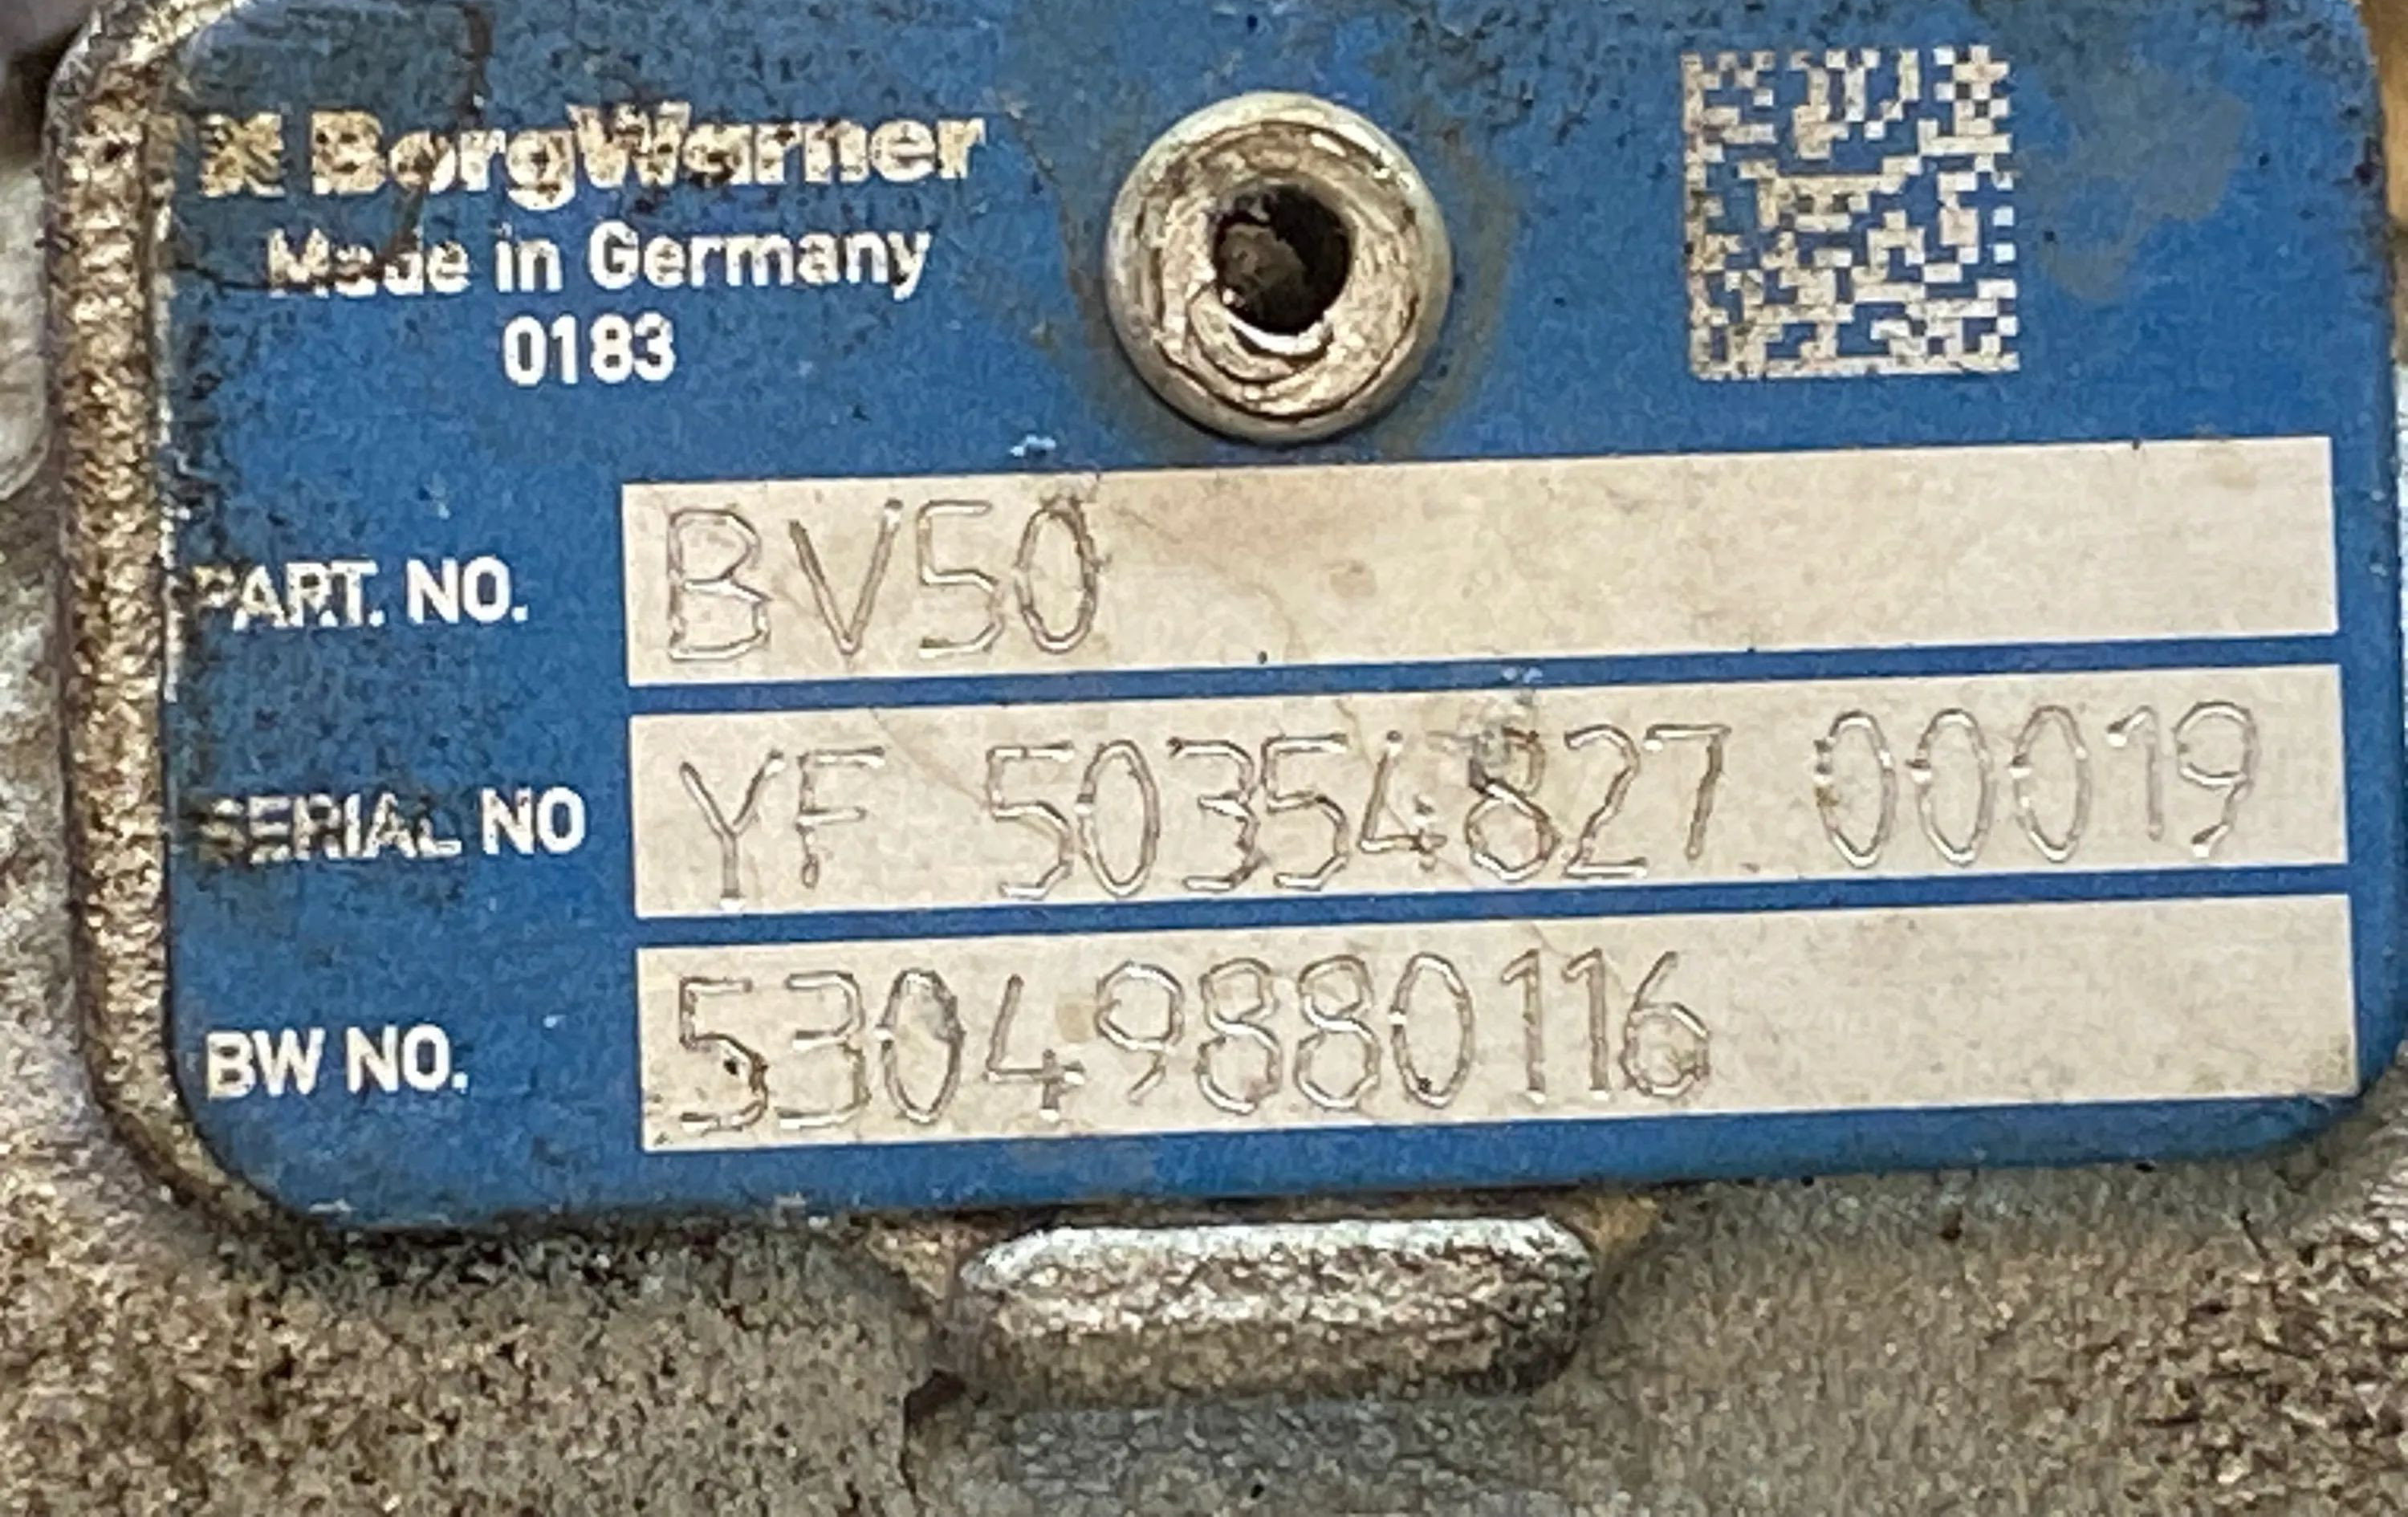 BorgWarner
Made in Germany
0183
PART. NO. BV50
SERIAL NO YF 50354827 00019
BW NO. 53049880116